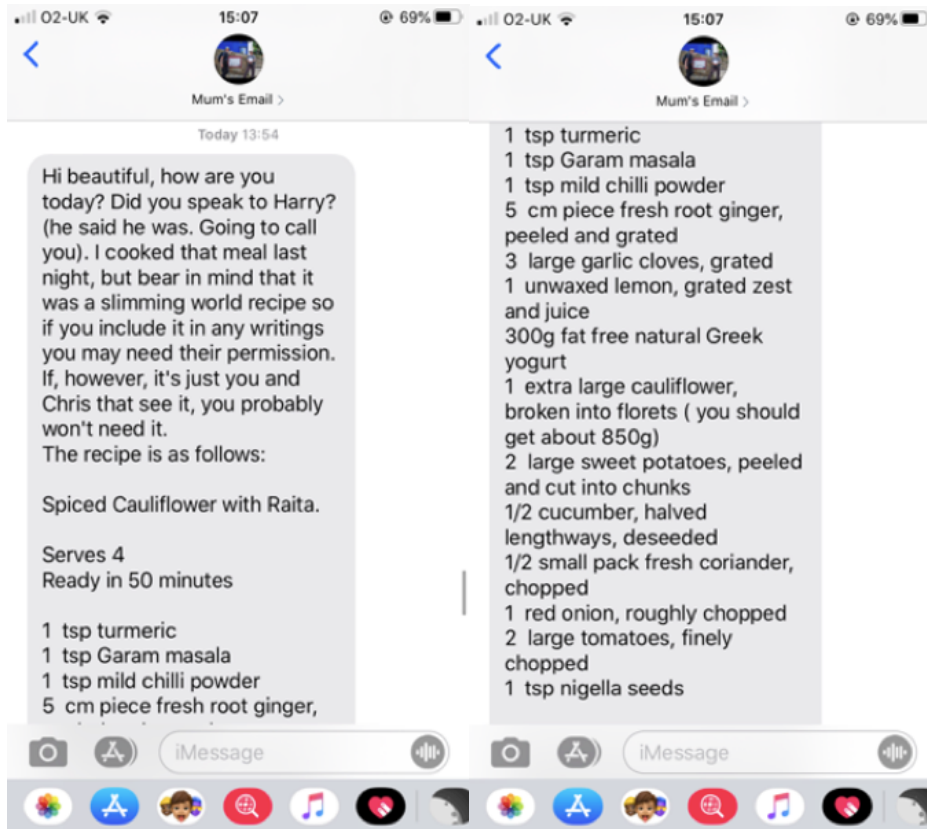 O2-UK
15:07
69%
Mum's Email >
Today 13:54
Hi beautiful, how are you
today? Did you speak to Harry?
(he said he was. Going to call
you). I cooked that meal last
night, but bear in mind that it
was a slimming world recipe so
if you include it in any writings
you may need their permission.
If, however, it's just you and
Chris that see it, you probably
won't need it.
The recipe is as follows:
Spiced Cauliflower with Raita.
Serves 4
Ready in 50 minutes
1 tsp turmeric
1 tsp Garam masala
1 tsp mild chilli powder
5 cm piece fresh root ginger,
iMessage
O2-UK
15:07
69%
Mum's Email >
1 tsp turmeric
1 tsp Garam masala
1 tsp mild chilli powder
5 cm piece fresh root ginger,
peeled and grated
3 large garlic cloves, grated
1 unwaxed lemon, grated zest
and juice
300g fat free natural Greek
yogurt
1 extra large cauliflower,
broken into florets ( you should
get about 850g)
2 large sweet potatoes, peeled
and cut into chunks
1/2 cucumber, halved
lengthways, deseeded
1/2 small pack fresh coriander,
chopped
1 red onion, roughly chopped
2 large tomatoes, finely
chopped
1 tsp nigella seeds
iMessage